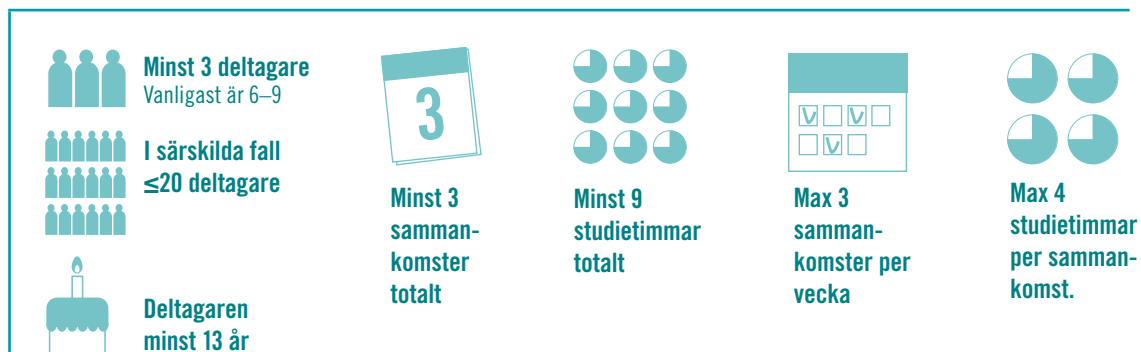 Minst 3 deltagare
Vanligast är 6–9
I särskilda fall
≤20 deltagare
Deltagaren
minst 13 år
3
Minst 3
samman-
komster
totalt
Minst 9
studietimmar
totalt
Max 3
samman-
komster per
vecka
Max 4
studietimmar
per samman-
komst.